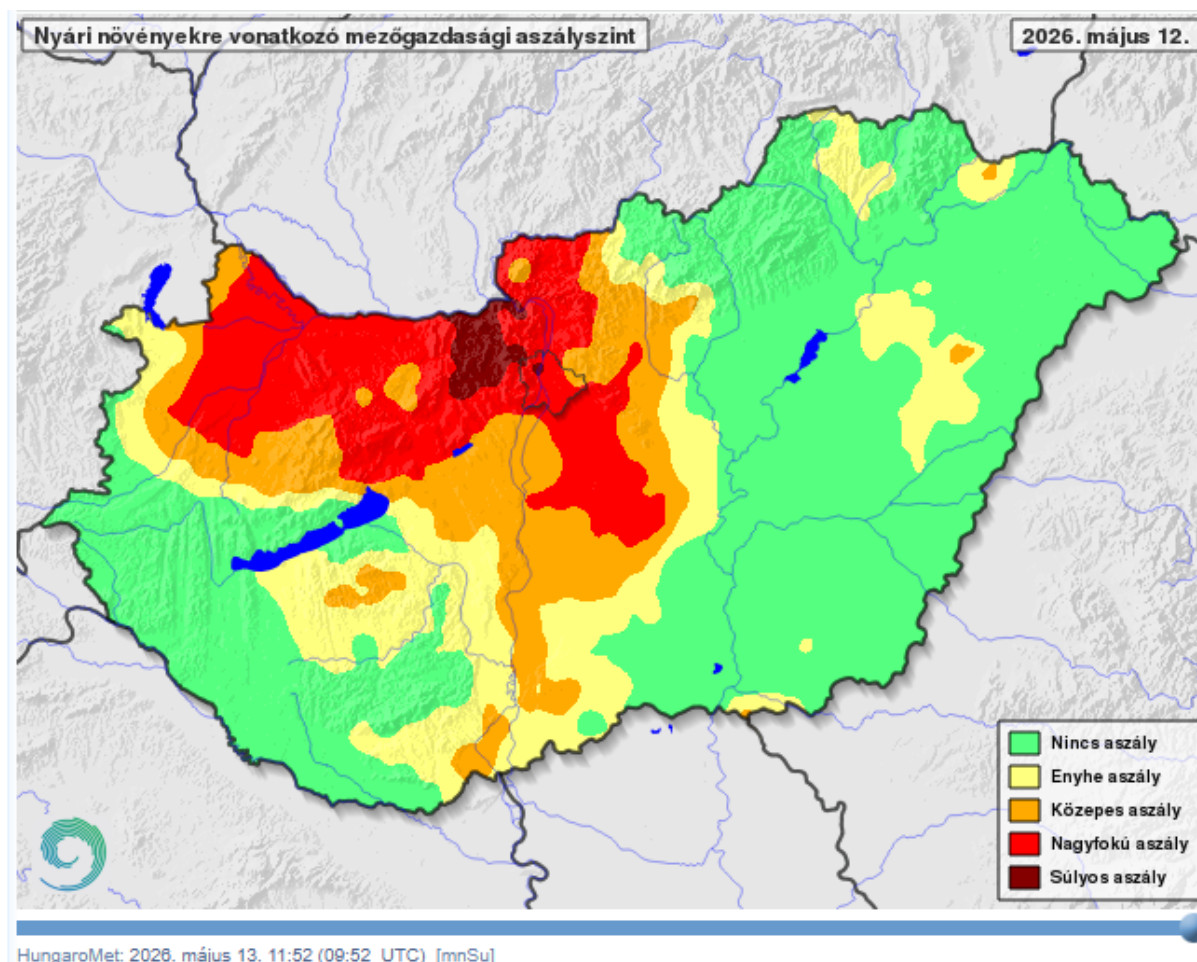 Nyári növényekre vonatkozó mezőgazdasági aszályszint
2026. május 12.
Nincs aszály
Enyhe aszály
Közepes aszály
Nagyfokú aszály
Súlyos aszály
HungaroMet: 2026. május 13. 11:52 (09:52 UTC) [mnSu]